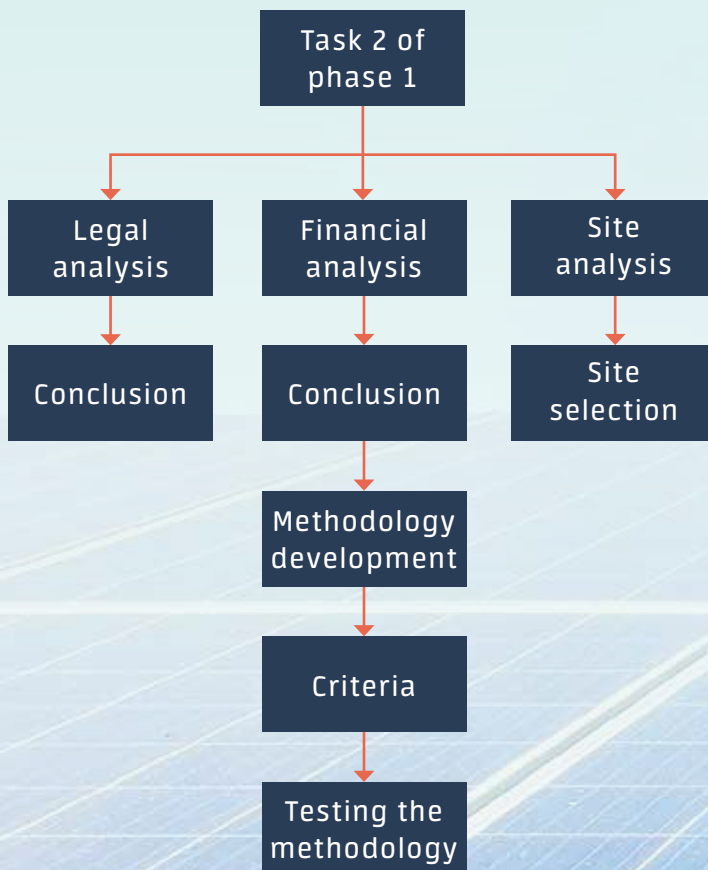 Task 2 of
phase 1
Legal
analysis
Financial
analysis
Site
analysis
Conclusion
Conclusion
Site
selection
Methodology
development
Criteria
Testing the
methodology